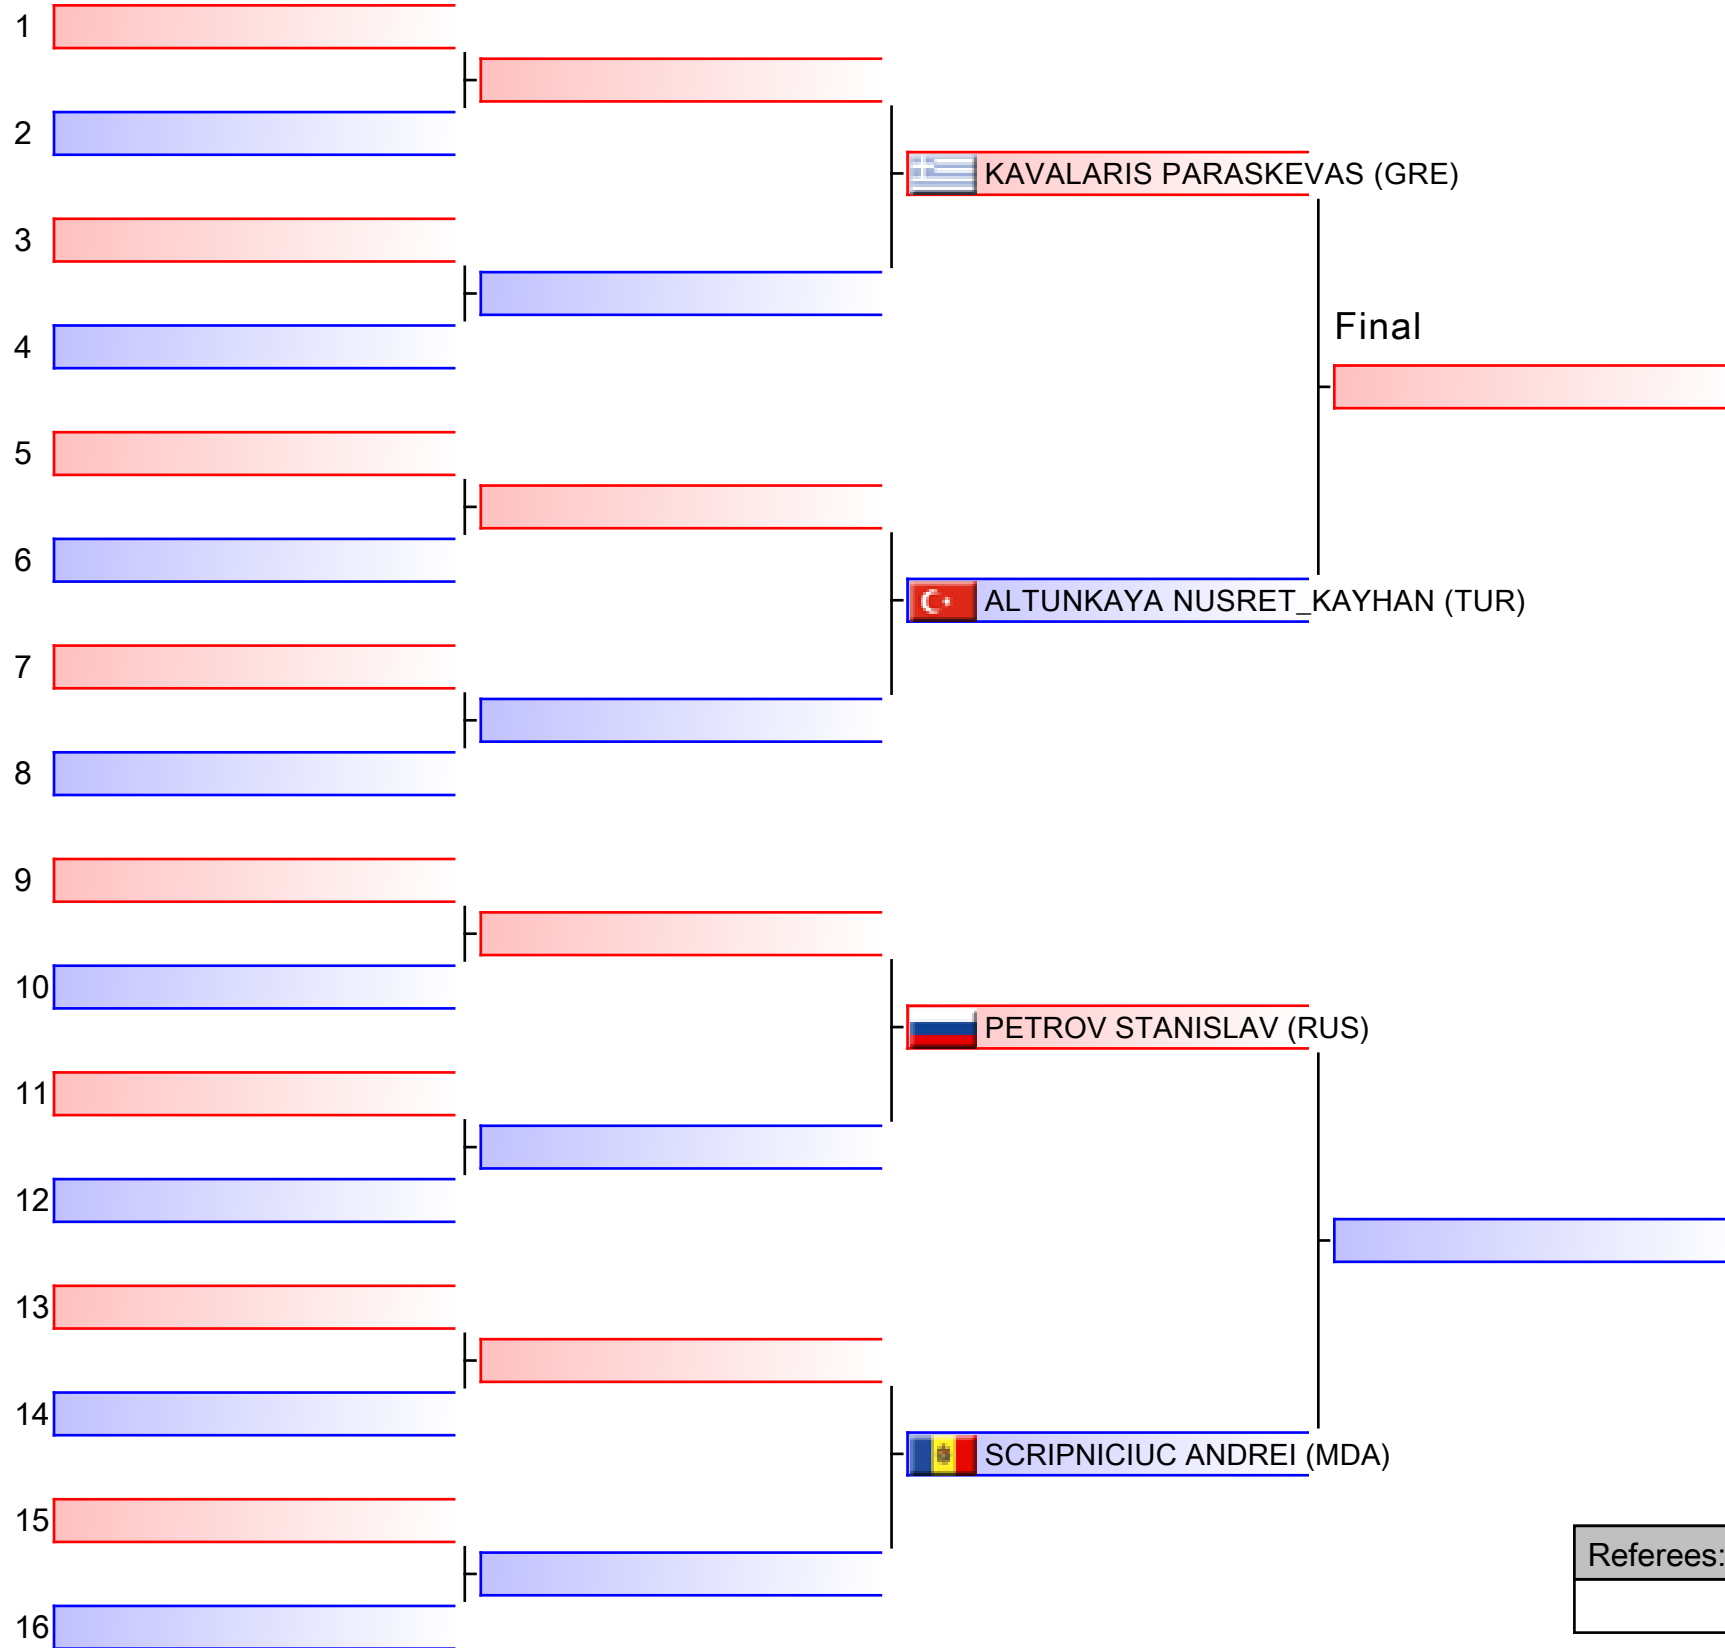 1
2
KAVALARIS PARASKEVAS (GRE)
3
Final
4
5
6
ALTUNKAYA NUSRET_KAYHAN (TUR)
7
8
9
10
PETROV STANISLAV (RUS)
11
12
13
14
SCRIPNICIUC ANDREI (MDA)
15
Referees:
16